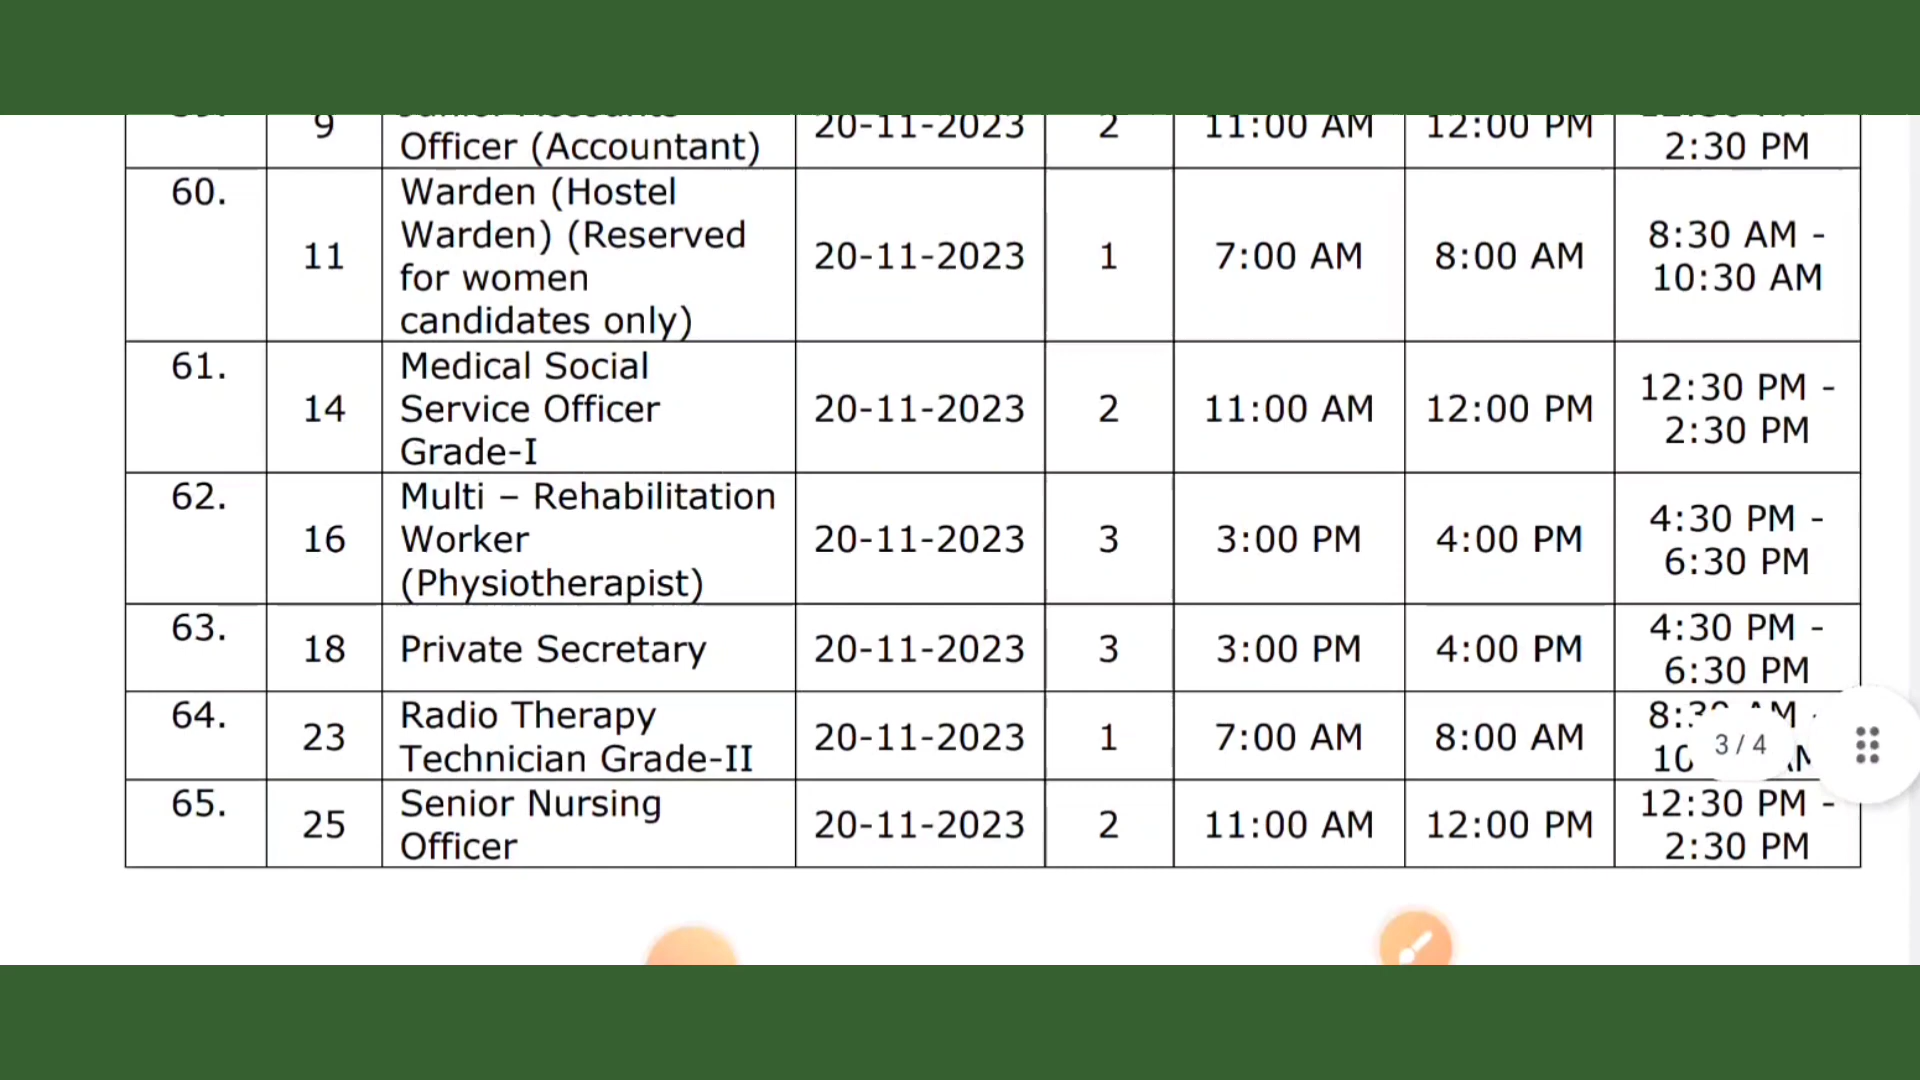 9 20-11-2023 2 11:00 AM 12:00 PM
Officer (Accountant) 2:30 PM
60. Warden (Hostel
Warden) (Reserved 8:30 AM -
11 20-11-2023 1 7:00 AM 8:00 AM
for women 10:30 AM
candidates only)
61. Medical Social
12:30 PM -
14 Service Officer 20-11-2023 2 11:00 AM 12:00 PM
2:30 PM
Grade-I
62. Multi – Rehabilitation
4:30 PM -
16 Worker 20-11-2023 3 3:00 PM 4:00 PM
6:30 PM
(Physiotherapist)
63. 4:30 PM -
18 Private Secretary 20-11-2023 3 3:00 PM 4:00 PM
6:30 PM
64. Radio Therapy
23 20-11-2023 1 7:00 AM 8:00 AM 3 / 4
Technician Grade-II
65. Senior Nursing 12:30 PM -
25 20-11-2023 2 11:00 AM 12:00 PM
Officer 2:30 PM